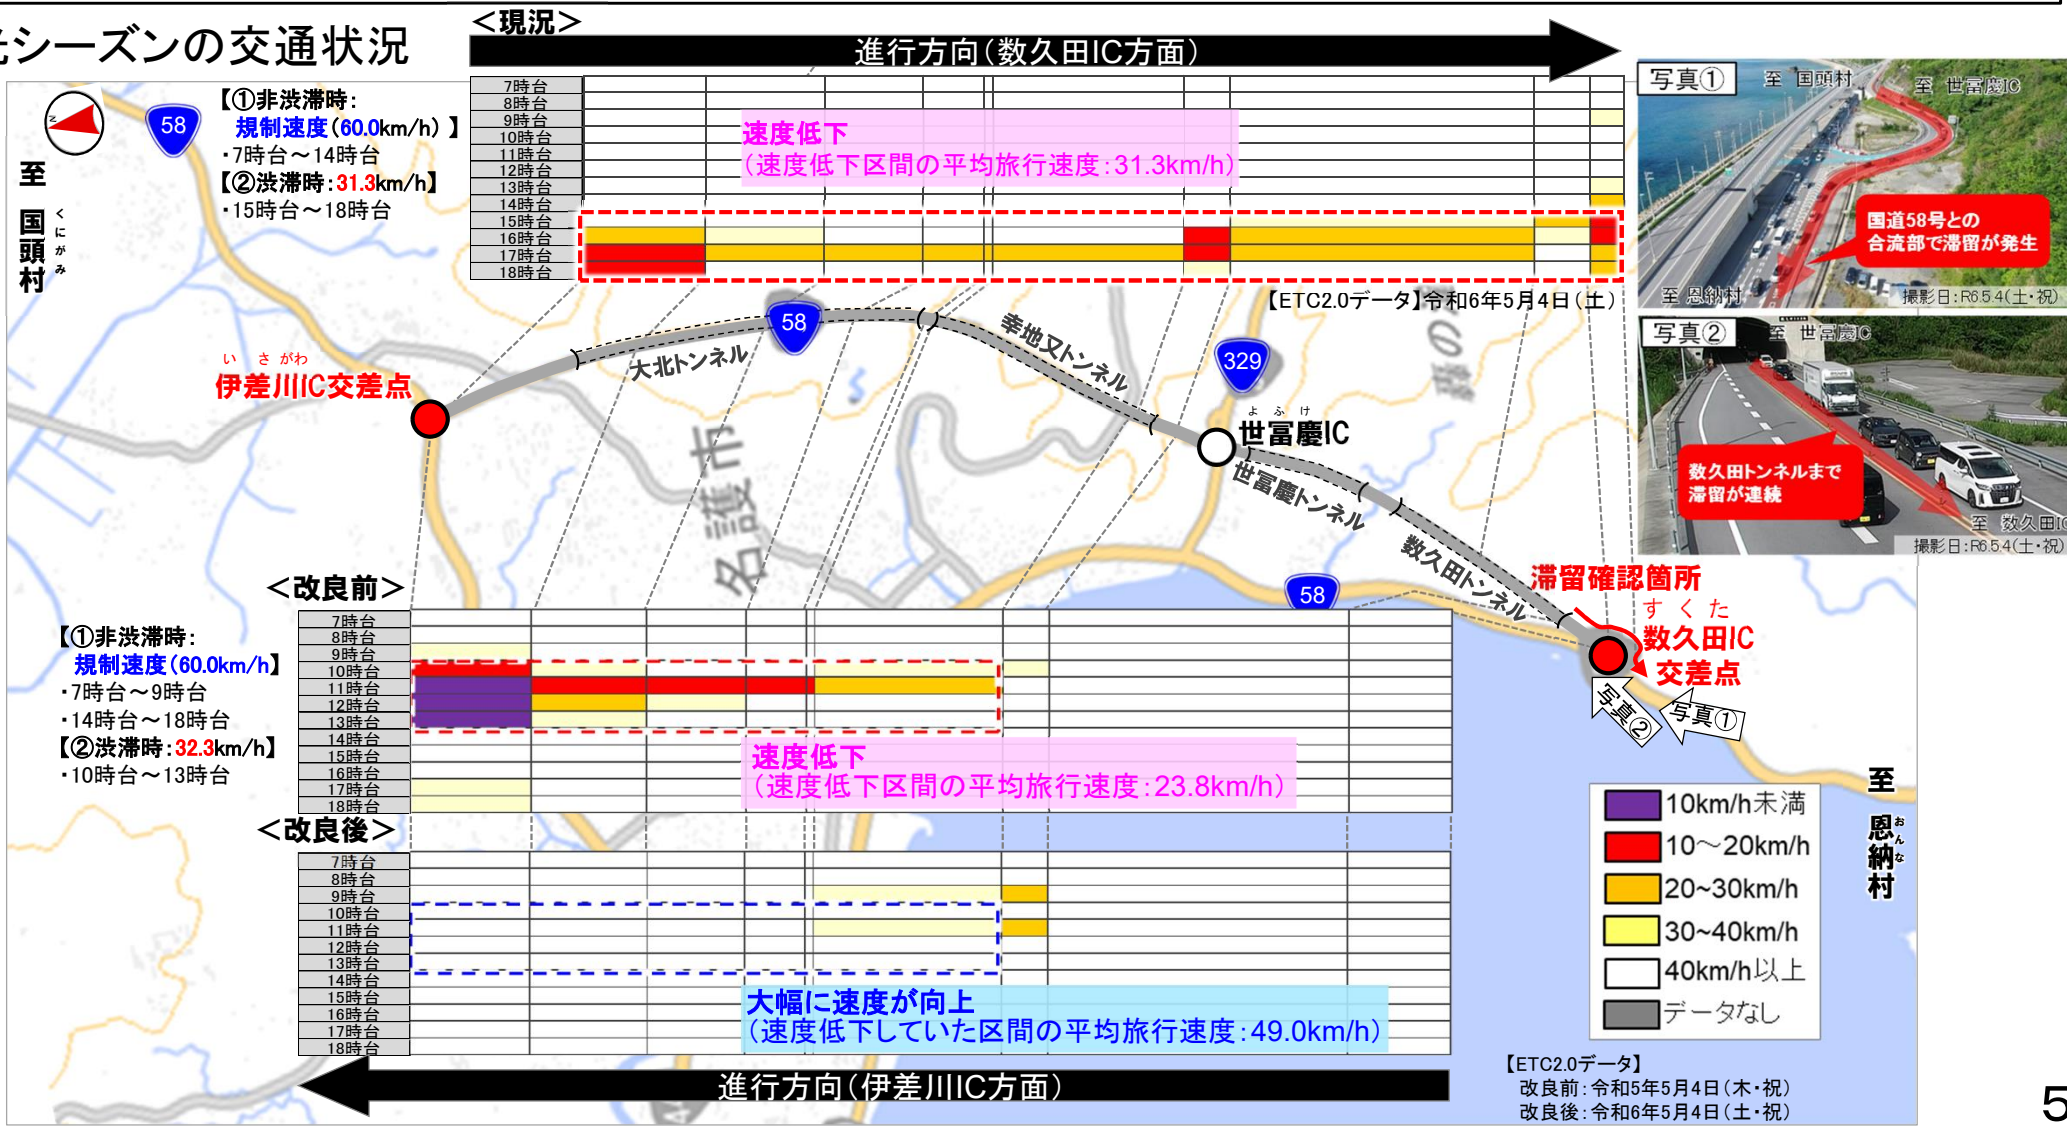 シーズンの交通状況
＜現況＞
進行方向（数久田IC方面）
7時台
8時台
9時台
10時台
11時台
12時台
13時台
14時台
15時台
16時台
17時台
18時台
速度低下
（速度低下区間の平均旅行速度：31.3km/h）
【ETC2.0データ】令和6年5月4日（土）
【①非渋滞時：
規制速度（60.0km/h）】
・7時台～14時台
【②渋滞時：31.3km/h】
・15時台～18時台
N
至 国頭村
くにがみ
58
写真①
至 国頭村
至 世冨慶IC
国道58号との
合流部で滞留が発生
至 恩納村
撮影日：R6.5.4（土・祝）
写真②
至 世冨慶IC
数久田トンネルまで
滞留が連続
至 数久田IC
撮影日：R6.5.4（土・祝）
いさがわ
伊差川IC交差点
大北トンネル
58
幸地又トンネル
329
よふけ
世冨慶IC
世冨慶トンネル
数久田トンネル
名護市
58
滞留確認箇所
すくた
数久田IC
交差点
写真②
写真①
至 恩納村
おんな
＜改良前＞
7時台
8時台
9時台
10時台
11時台
12時台
13時台
14時台
15時台
16時台
17時台
18時台
【①非渋滞時：
規制速度（60.0km/h】
・7時台～9時台
・14時台～18時台
【②渋滞時：32.3km/h】
・10時台～13時台
速度低下
（速度低下区間の平均旅行速度：23.8km/h）
＜改良後＞
7時台
8時台
9時台
10時台
11時台
12時台
13時台
14時台
15時台
16時台
17時台
18時台
大幅に速度が向上
（速度低下していた区間の平均旅行速度：49.0km/h）
進行方向（伊差川IC方面）
10km/h未満
10～20km/h
20~30km/h
30~40km/h
40km/h以上
データなし
【ETC2.0データ】
改良前：令和5年5月4日（木・祝）
改良後：令和6年5月4日（土・祝）
5